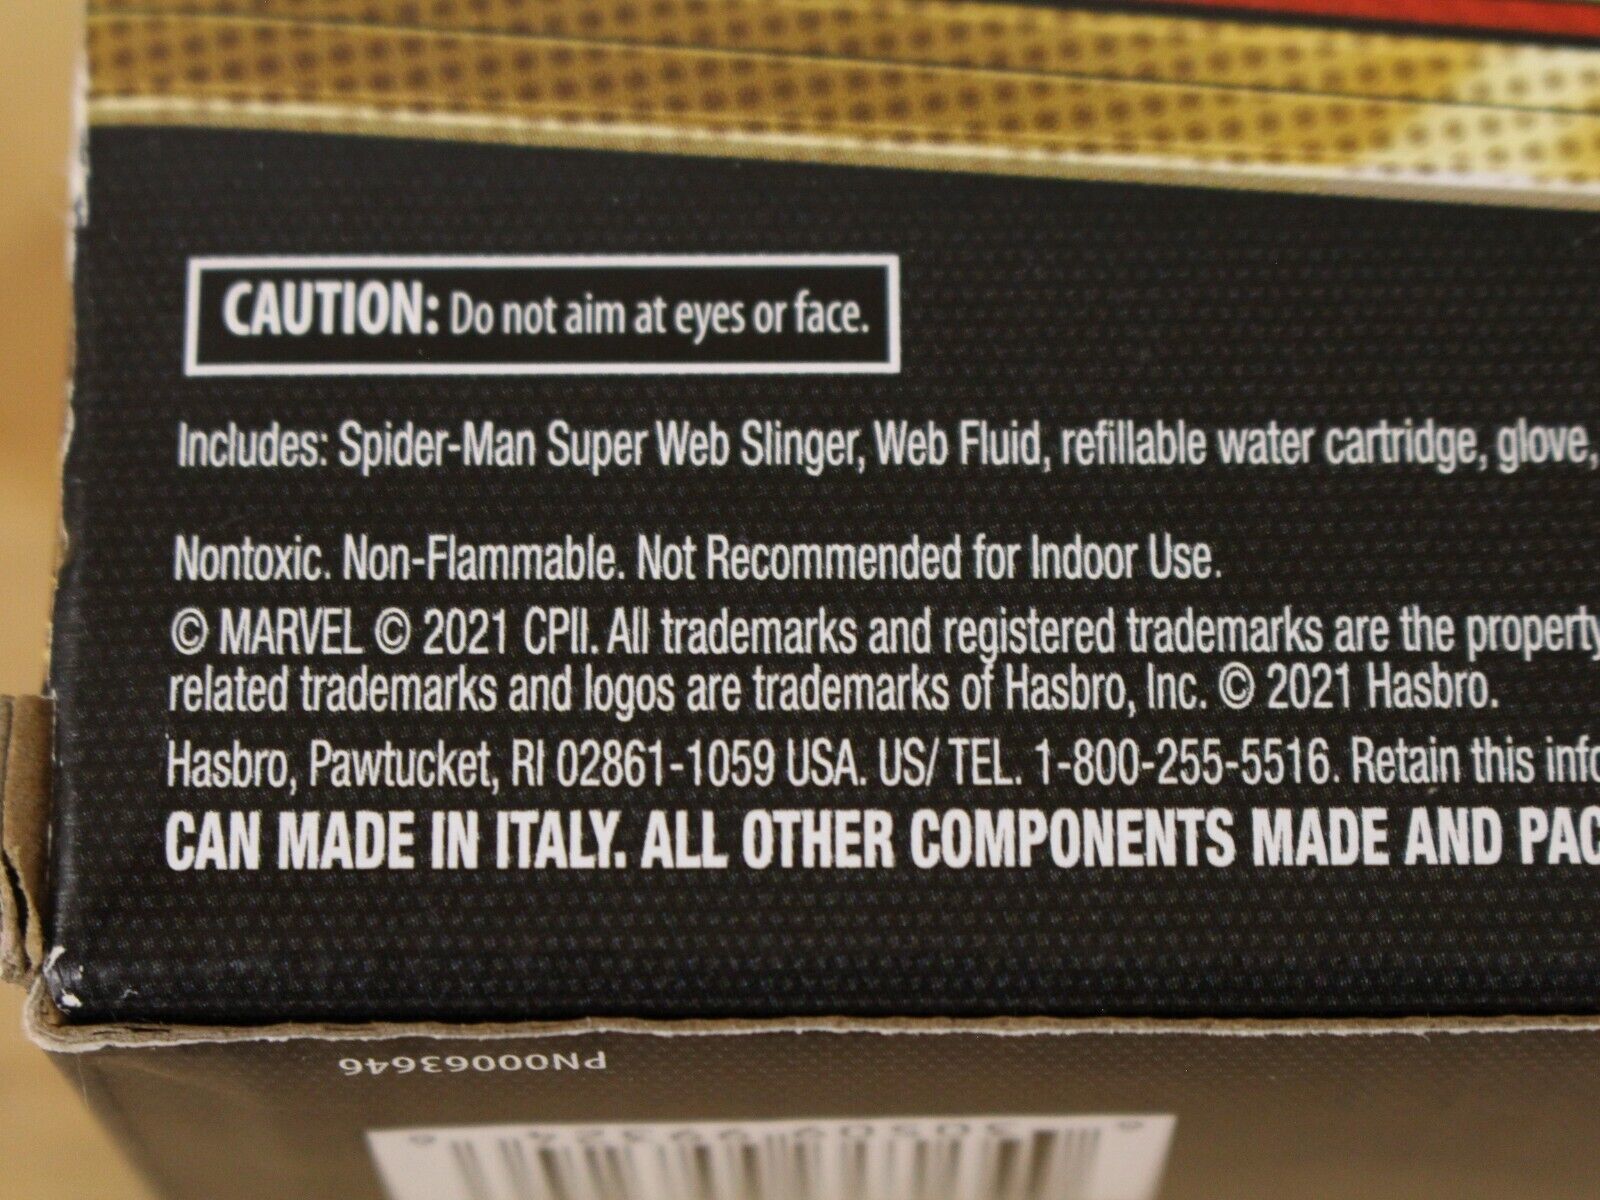 CAUTION: Do not aim at eyes or face.
Includes: Spider-Man Super Web Slinger, Web Fluid, refillable water cartridge, glove,
Nontoxic. Non-Flammable. Not Recommended for Indoor Use.
© MARVEL © 2021 CPII. All trademarks and registered trademarks are the property
related trademarks and logos are trademarks of Hasbro, Inc. © 2021 Hasbro.
Hasbro, Pawtucket, RI 02861-1059 USA. US/ TEL. 1-800-255-5516. Retain this info
CAN MADE IN ITALY. ALL OTHER COMPONENTS MADE AND PAC
PN00063646